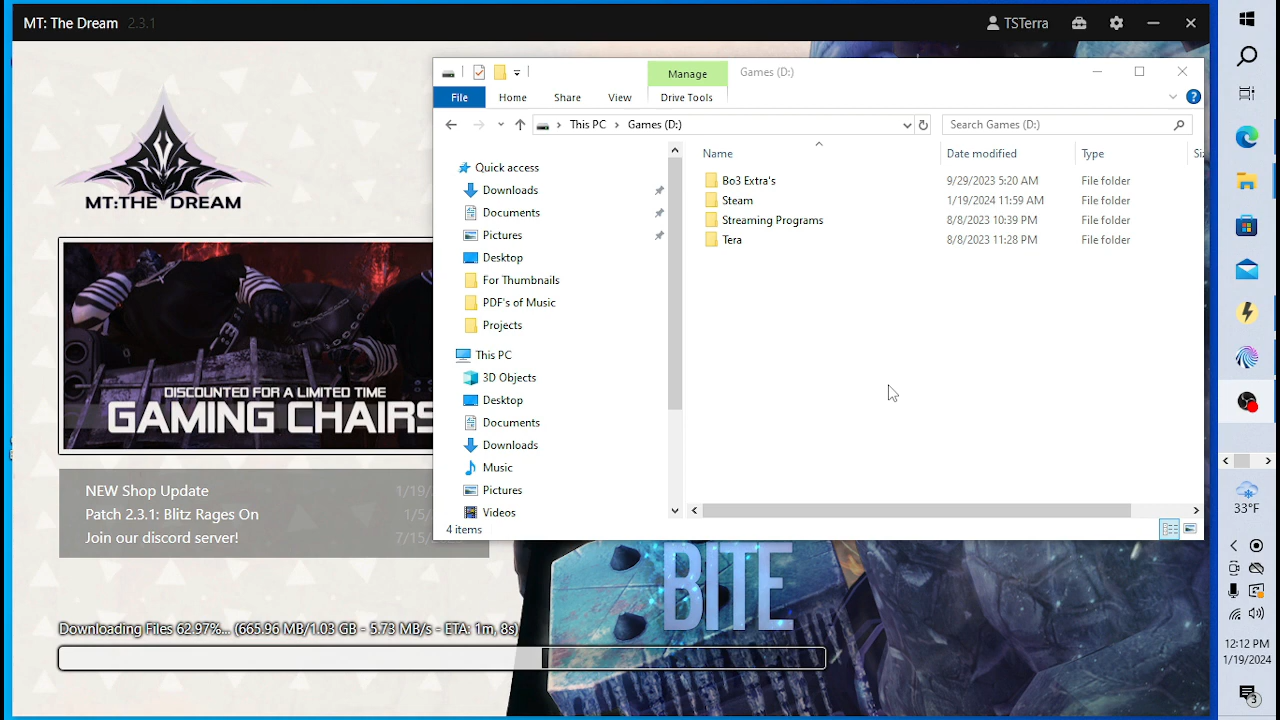 MT: The Dream 2.3.1
TSTerra
MT:THE DREAM
DISCOUNTED FOR A LIMITED TIME
GAMING CHAIRS
NEW Shop Update 1/19/
Patch 2.3.1: Blitz Rages On 1/5/
Join our discord server! 7/15/
BITE
Downloading Files 62.97%... (665.96 MB/1.03 GB - 5.73 MB/s - ETA: 1m, 8s)
Manage Games (D:)
File Home Share View Drive Tools
This PC Games (D:) Search Games (D:)
Name Date modified Type Siz
Bo3 Extra's 9/29/2023 5:20 AM File folder
Steam 1/19/2024 11:59 AM File folder
Streaming Programs 8/8/2023 10:39 PM File folder
Tera 8/8/2023 11:28 PM File folder
Quick access
Downloads
Documents
Pictures
Desktop
For Thumbnails
PDF's of Music
Projects
This PC
3D Objects
Desktop
Documents
Downloads
Music
Pictures
Videos
4 items
33°F
12:12 PM
1/19/2024
3